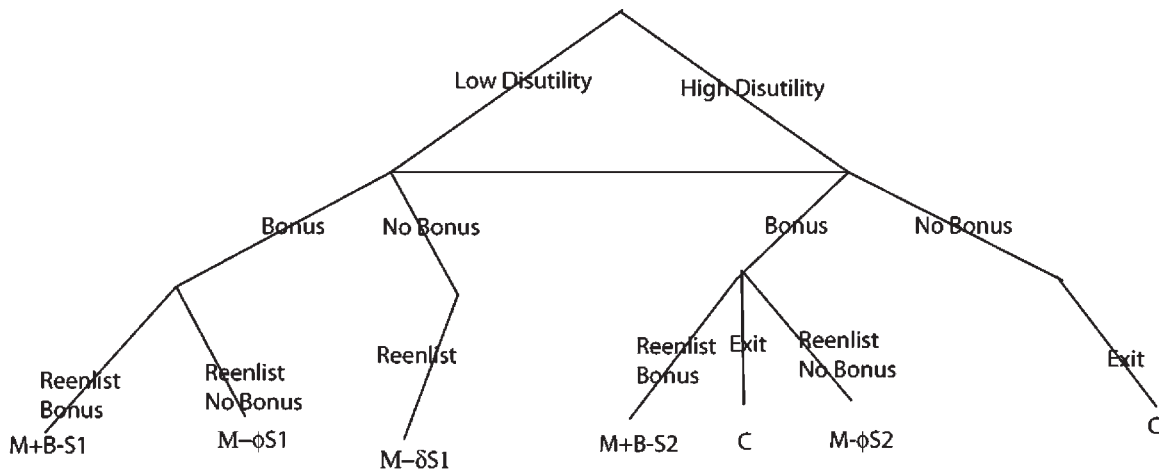 Low Disutility
High Disutility
Bonus
No Bonus
Bonus
No Bonus
Reenlist
Bonus
Reenlist
No Bonus
Reenlist
Reenlist
Bonus
Exit
Reenlist
No Bonus
Exit
M+B-S1
M−ϕS1
M−δS1
M+B-S2
C
M-ϕS2
C